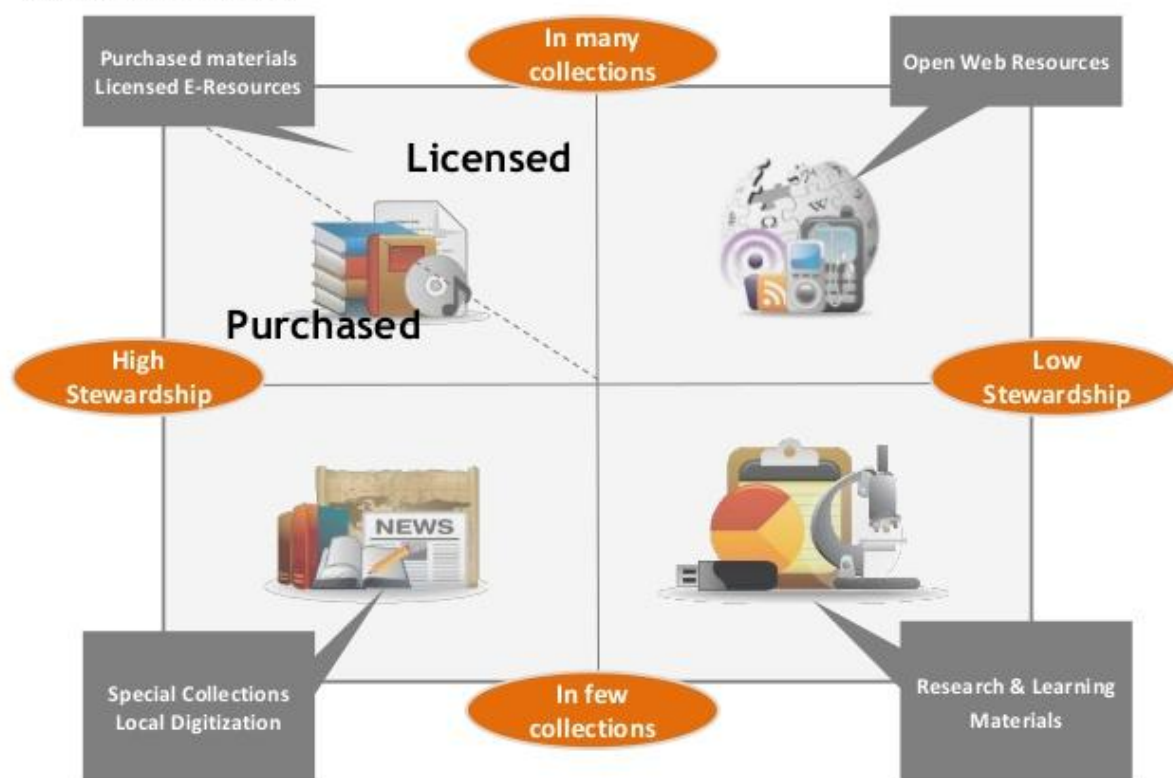 In many
collections
Purchased materials
Licensed E-Resources
Open Web Resources
Licensed
W
Purchased
High
Stewardship
Low
Stewardship
NEWS
Special Collections
Local Digitization
In few
collections
Research & Learning
Materials